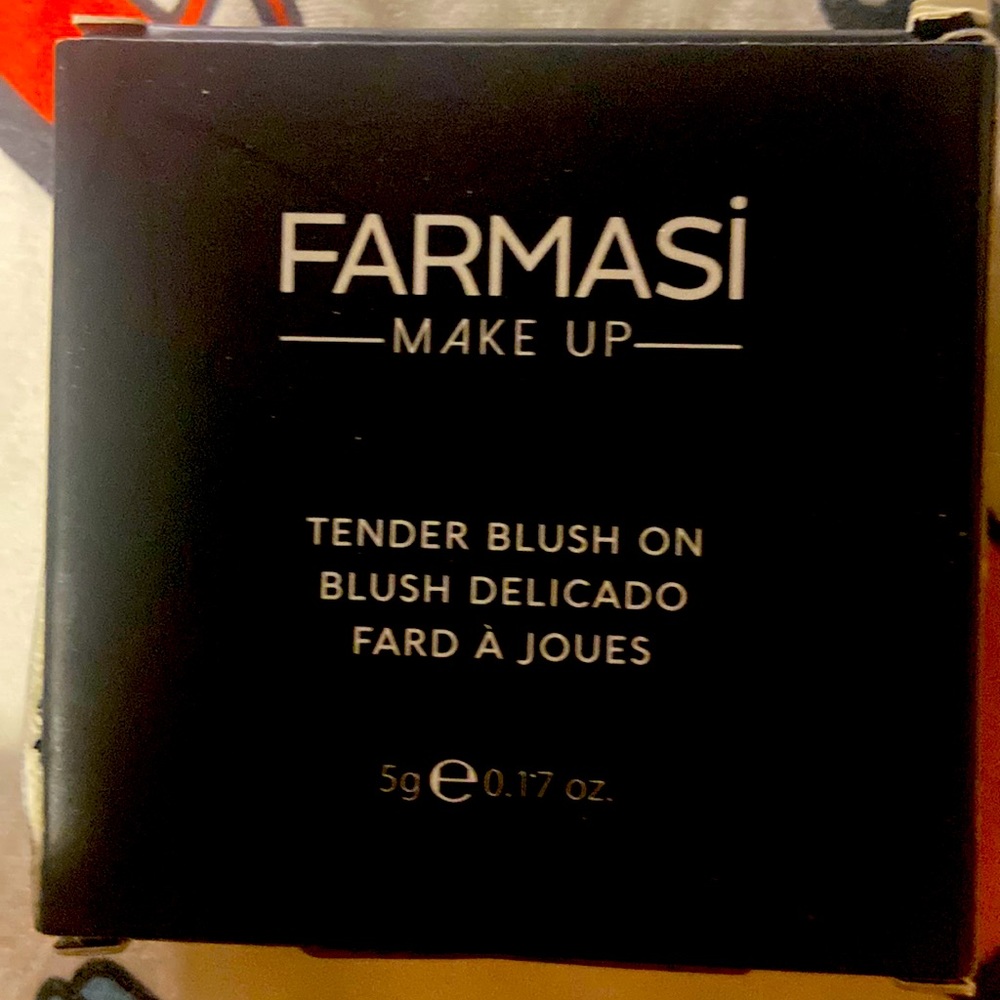 FARMASİ
MAKE UP
TENDER BLUSH ON
BLUSH DELICADO
FARD À JOUES
5g e 0.17 oz.